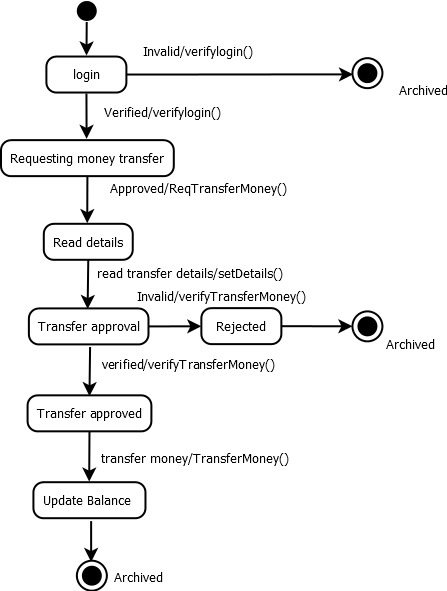 Invalid/verifylogin()
login
Archived
Verified/verifylogin()
Requesting money transfer
Approved/ReqTransferMoney()
Read details
read transfer details/setDetails()
Invalid/verifyTransferMoney()
Transfer approval
Rejected
Archived
verified/verifyTransferMoney()
Transfer approved
transfer money/TransferMoney()
Update Balance
Archived